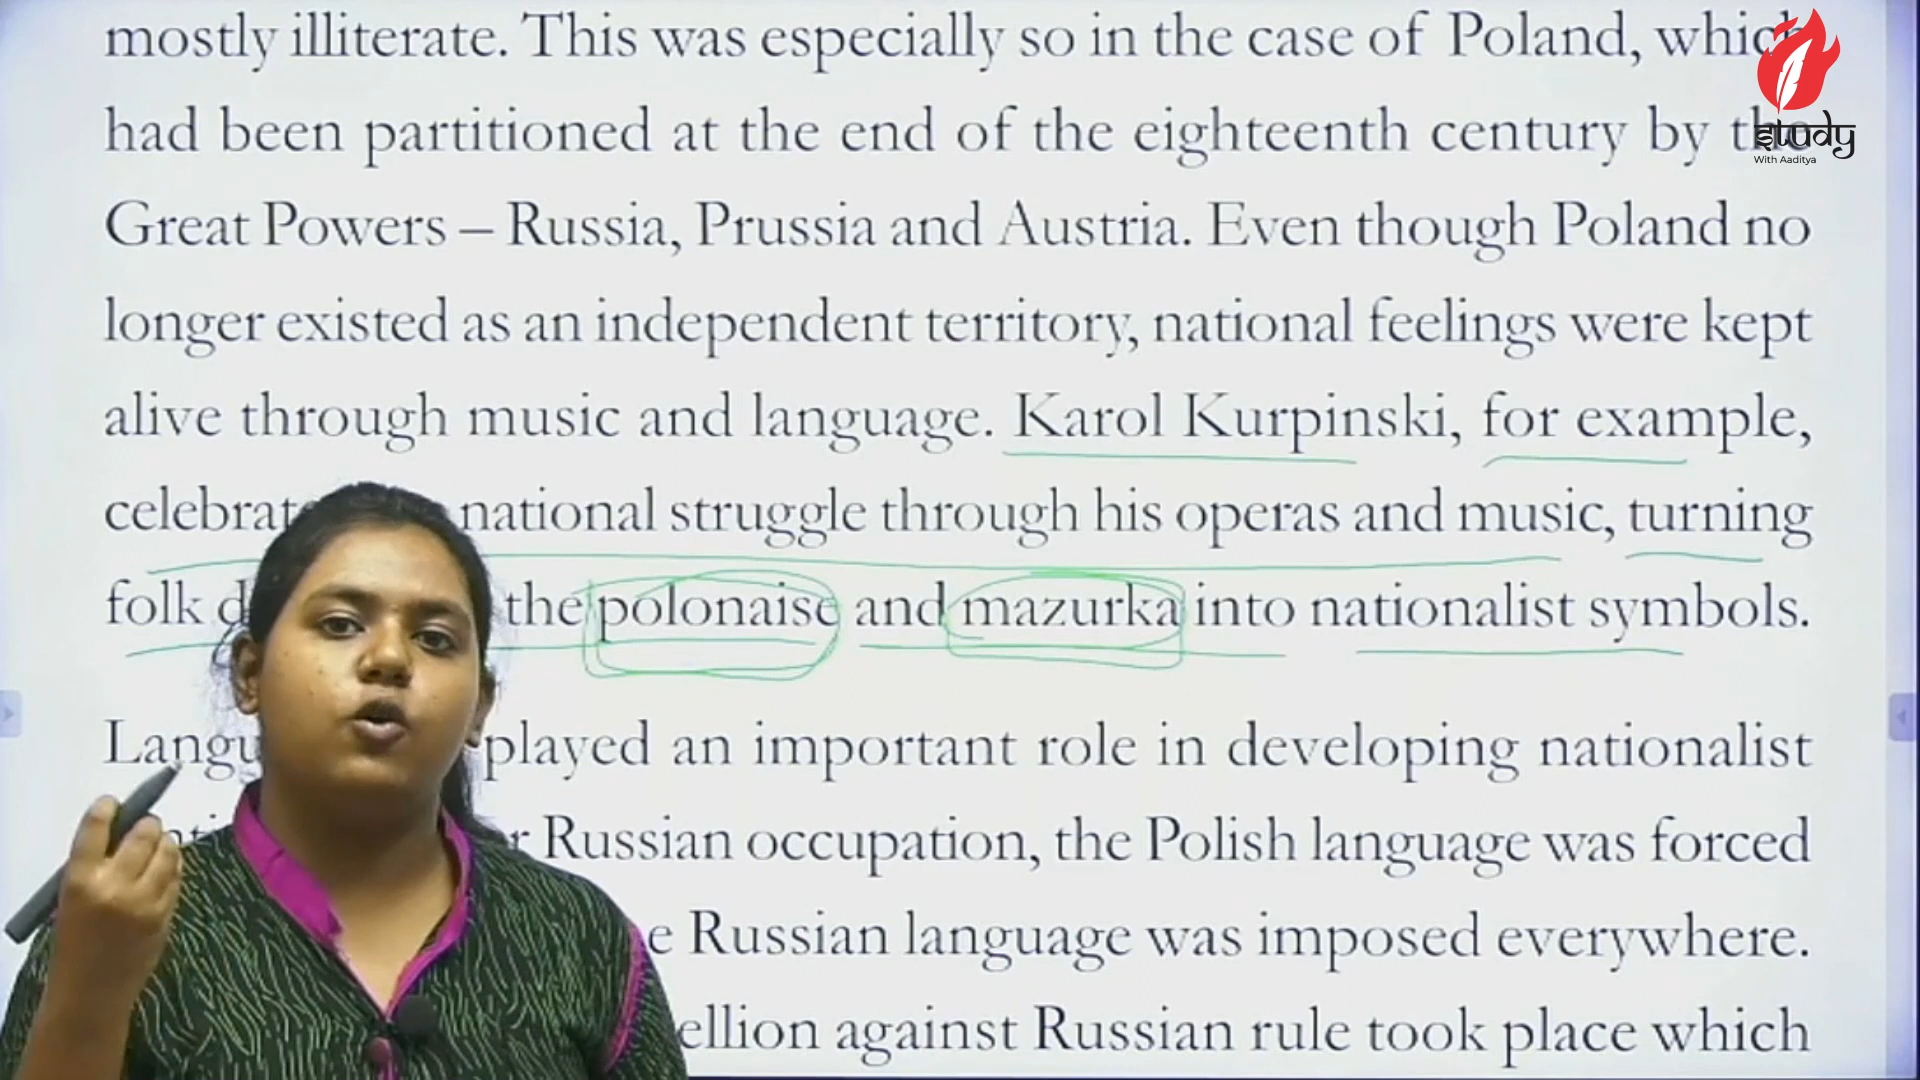 mostly illiterate. This was especially so in the case of Poland, which
had been partitioned at the end of the eighteenth century by the
Great Powers – Russia, Prussia and Austria. Even though Poland no
longer existed as an independent territory, national feelings were kept
alive through music and language. Karol Kurpinski, for example,
national struggle through his operas and music, turning
folk the polonaise and mazurka into nationalist symbols.
played an important role in developing nationalist
Russian occupation, the Polish language was forced
Russian language was imposed everywhere.
against Russian rule took place which
study
With Aaditya